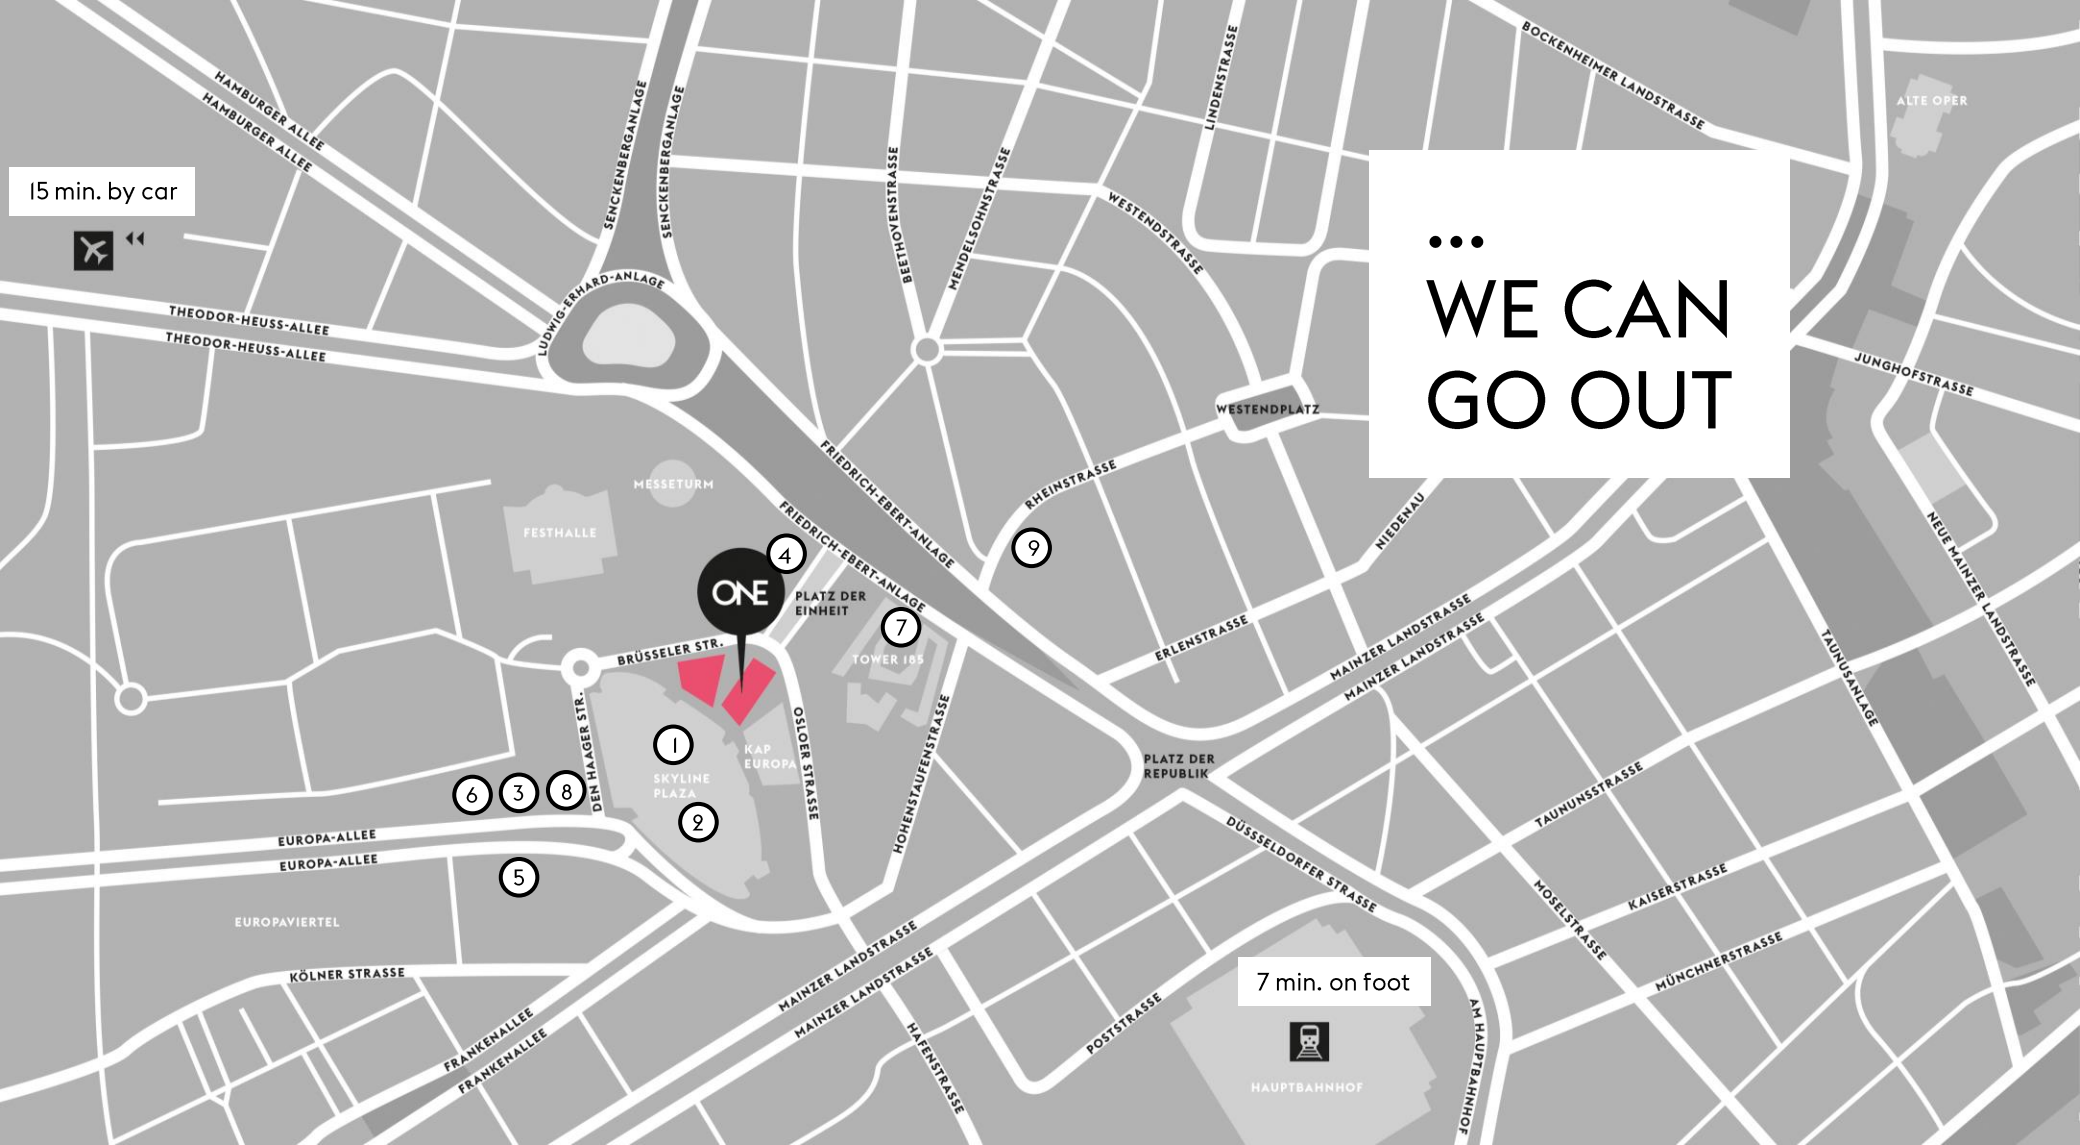 BOCKENHEIMER LANDSTRASSE
LINDENSTRASSE
HAMBURGER ALLEE
HAMBURGER ALLEE
SENCKENBERGANLAGE
SENCKENBERGANLAGE
ALTE OPER
15 min. by car
BEETHOVENSTRASSE
MENDELSOHNSTRASSE
WESTENDSTRASSE
...
WE CAN
GO OUT
LUDWIG-ERHARD-ANLAGE
THEODOR-HEUSS-ALLEE
THEODOR-HEUSS-ALLEE
JUNGHOFSTRASSE
WESTENDPLATZ
MESSETURM
FESTHALLE
FRIEDRICH-EBERT-ANLAGE
FRIEDRICH-EBERT-ANLAGE
RHEINSTRASSE
NIEDENAU
NEUE MAINZER LANDSTRASSE
9
4
ONE
PLATZ DER
EINHEIT
7
TOWER 185
BRÜSSELER STR.
ERLENSTRASSE
MAINZER LANDSTRASSE
MAINZER LANDSTRASSE
TAUNUSANLAGE
DEN HAAGER STR.
OSLOER STRASSE
HOHENSTAUFENSTRASSE
1
KAP
EUROPA
SKYLINE
PLAZA
2
PLATZ DER
REPUBLIK
6
3
8
EUROPA-ALLEE
EUROPA-ALLEE
5
TAUNUNSSTRASSE
DÜSSSELDORFER STRASSE
KAISERSTRASSE
MOSELSTRASSE
MÜNCHNERSTRASSE
EUROPAVIERTEL
KÖLNER STRASSE
MAINZER LANDSTRASSE
MAINZER LANDSTRASSE
7 min. on foot
FRANKENALLEE
FRANKENALLEE
HAFENSTRASSE
POSTSTRASSE
AM HAUPTBAHNHOF
HAUPTBAHNHOF